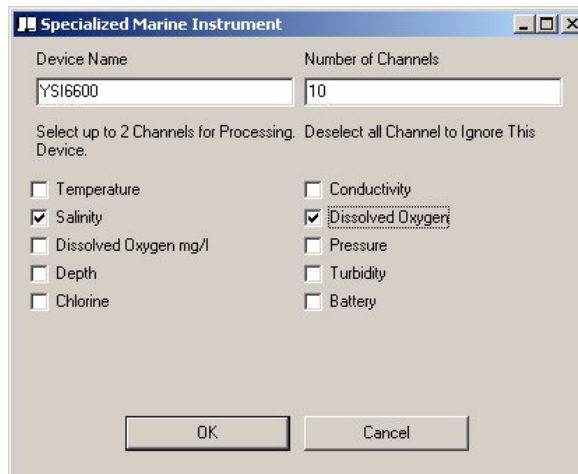 Specialized Marine Instrument
Device Name
Number of Channels
YSI6600
10
Select up to 2 Channels for Processing. Deselect all Channel to Ignore This
Device.
Temperature
Conductivity
Salinity
Dissolved Oxygen
Dissolved Oxygen mg/l
Pressure
Depth
Turbidity
Chlorine
Battery
OK
Cancel